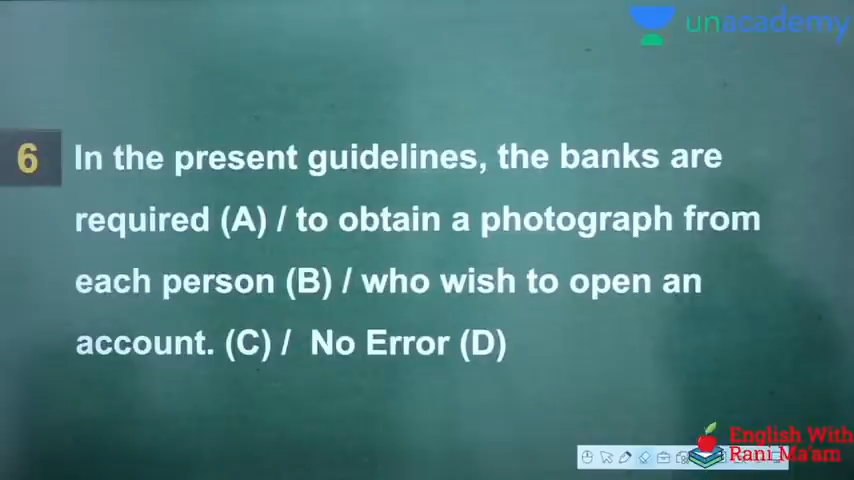 unacademy
6 In the present guidelines, the banks are
required (A) / to obtain a photograph from
each person (B) / who wish to open an
account. (C) / No Error (D)
English With
Rani Ma'am